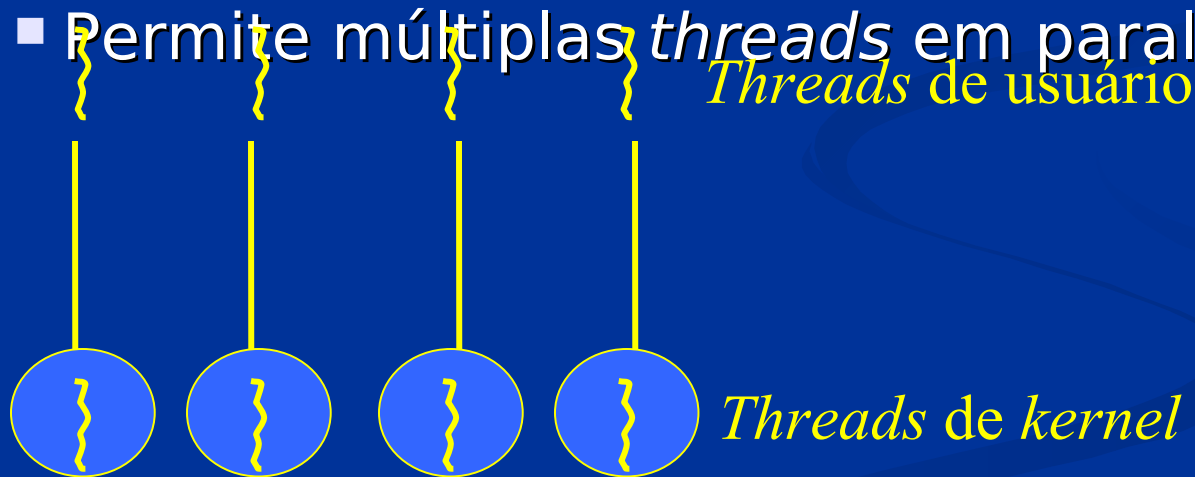 Permite múltiplas threads em paral
Threads de usuário
Threads de kernel